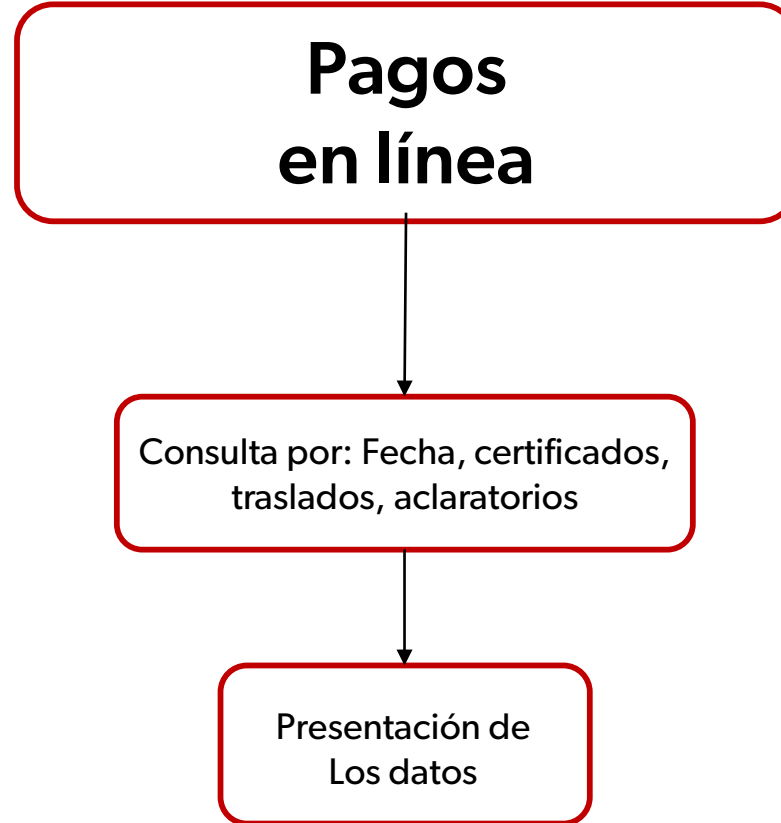 Pagos
en línea
Consulta por: Fecha, certificados,
traslados, aclaratorios
Presentación de
Los datos